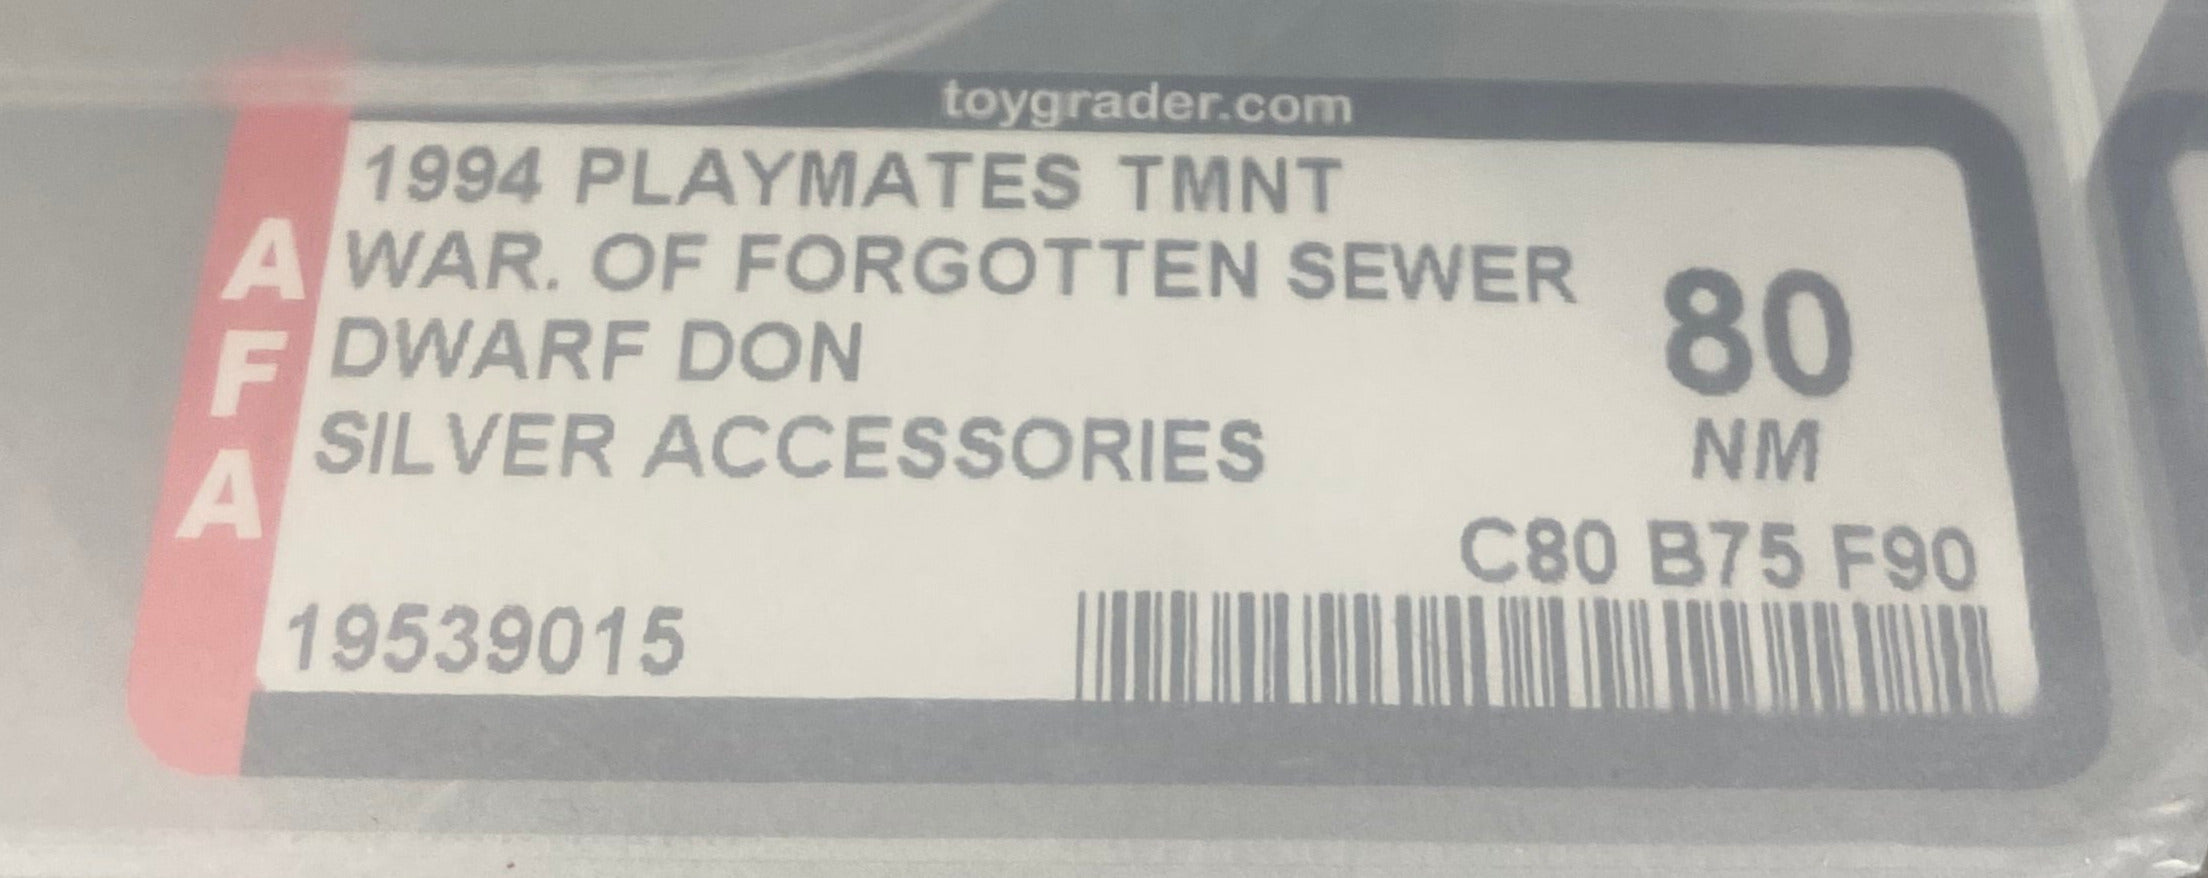 toygrader.com
AFA
1994 PLAYMATES TMNT
WAR. OF FORGOTTEN SEWER
DWARF DON
SILVER ACCESSORIES
80
NM
C80 B75 F90
19539015